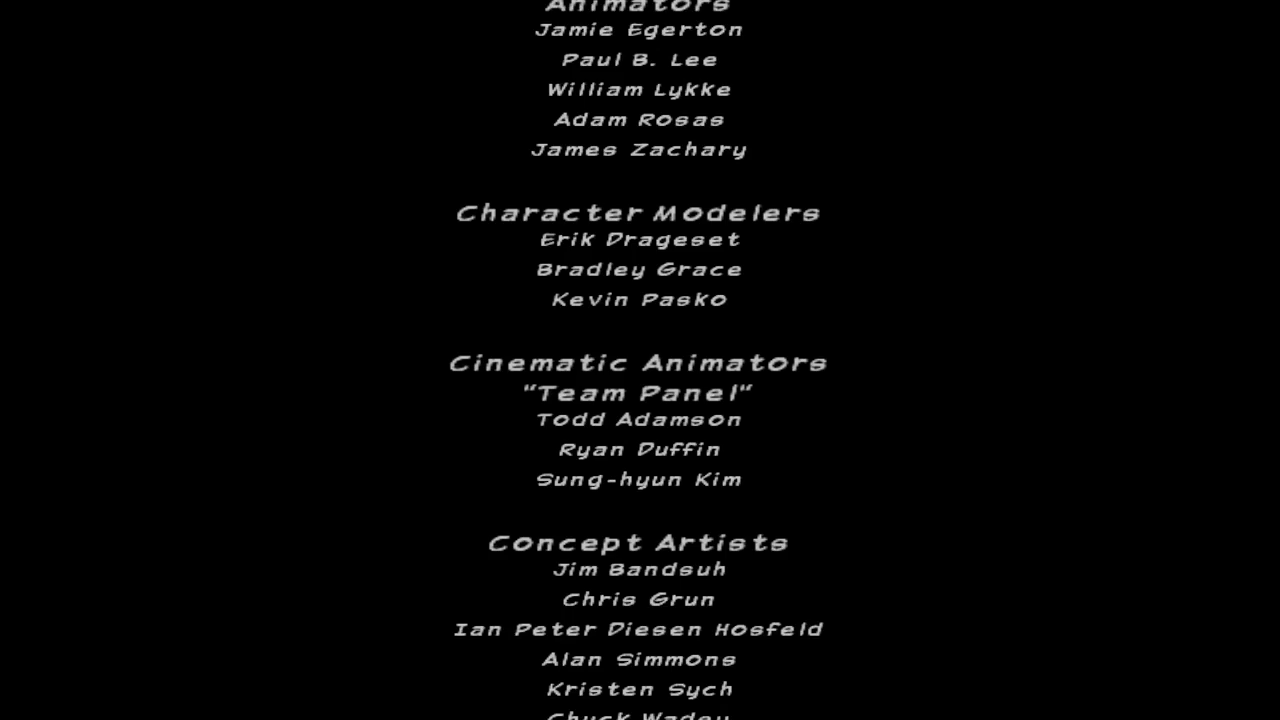 Animators
Jamie Egerton
Paul B. Lee
William Lykke
Adam Rosas
James Zachary
Character Modelers
Erik Drageset
Bradley Grace
Kevin Pasko
Cinematic Animators
"Team Panel"
Todd Adamson
Ryan Duffin
Sung-hyun Kim
Concept Artists
Jim Bandsuh
Chris Grun
Ian Peter Diesen Hosfeld
Alan Simmons
Kristen Sych
Chuck Wadey